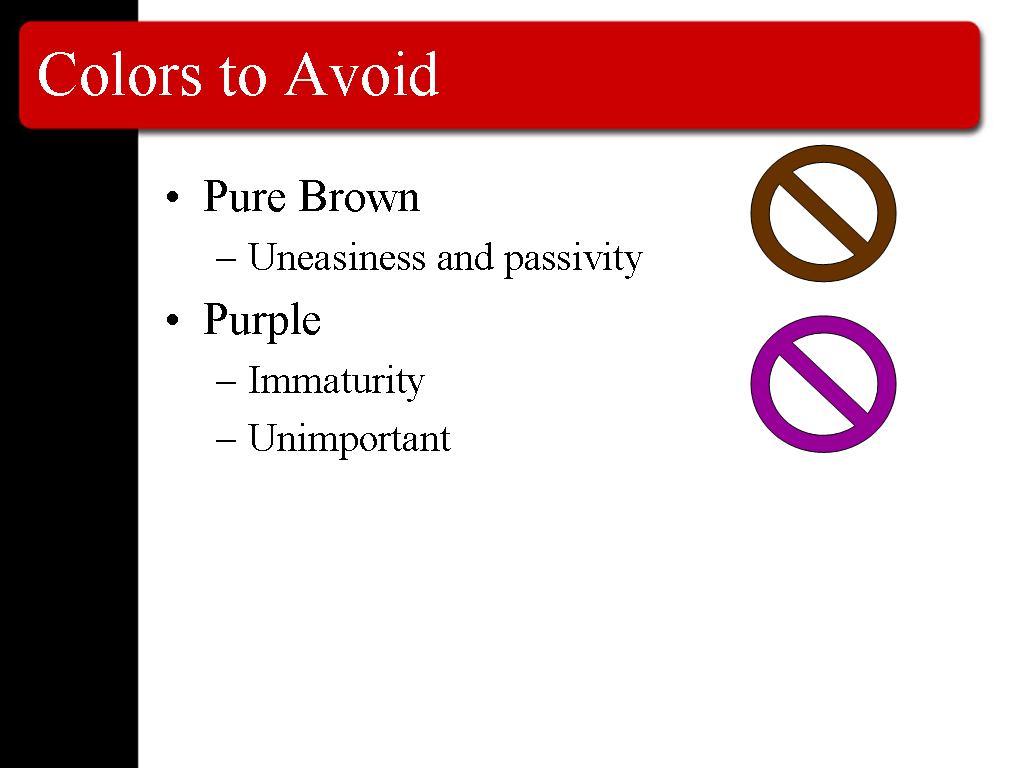 Colors to Avoid
• Pure Brown
– Uneasiness and passivity
• Purple
– Immaturity
– Unimportant